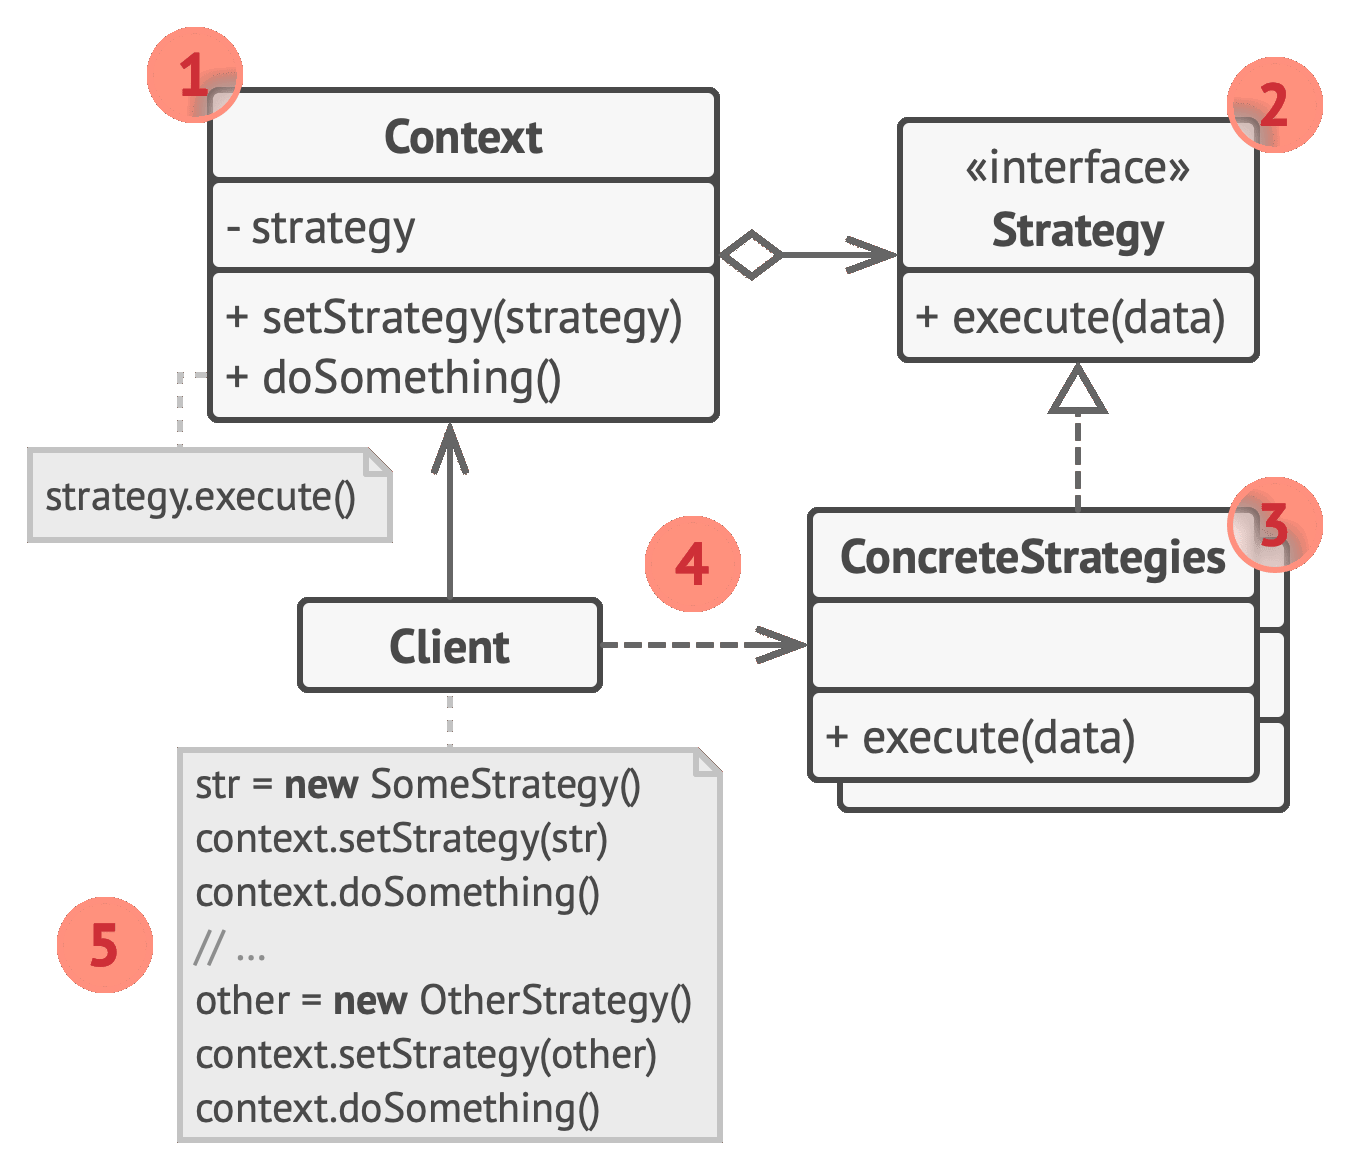 1
Context
- strategy
+ setStrategy(strategy)
+ doSomething()
strategy.execute()
2
«interface»
Strategy
+ execute(data)
3
ConcreteStrategies
+ execute(data)
4
Client
5
str = new SomeStrategy()
context.setStrategy(str)
context.doSomething()
// ...
other = new OtherStrategy()
context.setStrategy(other)
context.doSomething()